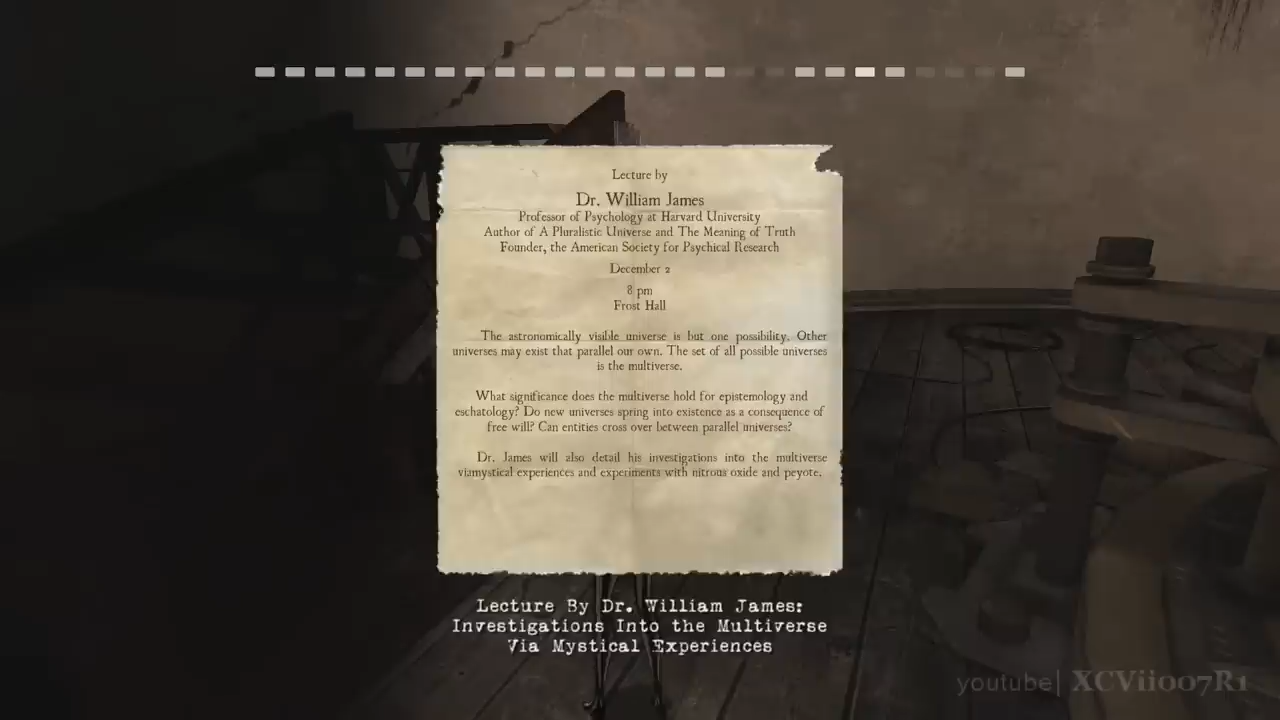 Lecture by
Dr. William James
Professor of Psychology at Harvard University
Author of A Pluralistic Universe and The Meaning of Truth
Founder, the American Society for Psychical Research
December 2
8 pm
Frost Hall
The astronomically visible universe is but one possibility. Other
universes may exist that parallel our own. The set of all possible universes
is the multiverse.
What significance does the multiverse hold for epistemology and
eschatology? Do new universes spring into existence as a consequence of
free will? Can entities cross over between parallel universes?
Dr. James will also detail his investigations into the multiverse
viamystical experiences and experiments with nitrous oxide and peyote.
Lecture By Dr. William James:
Investigations Into the Multiverse
Via Mystical Experiences
youtube| XCVii007R1